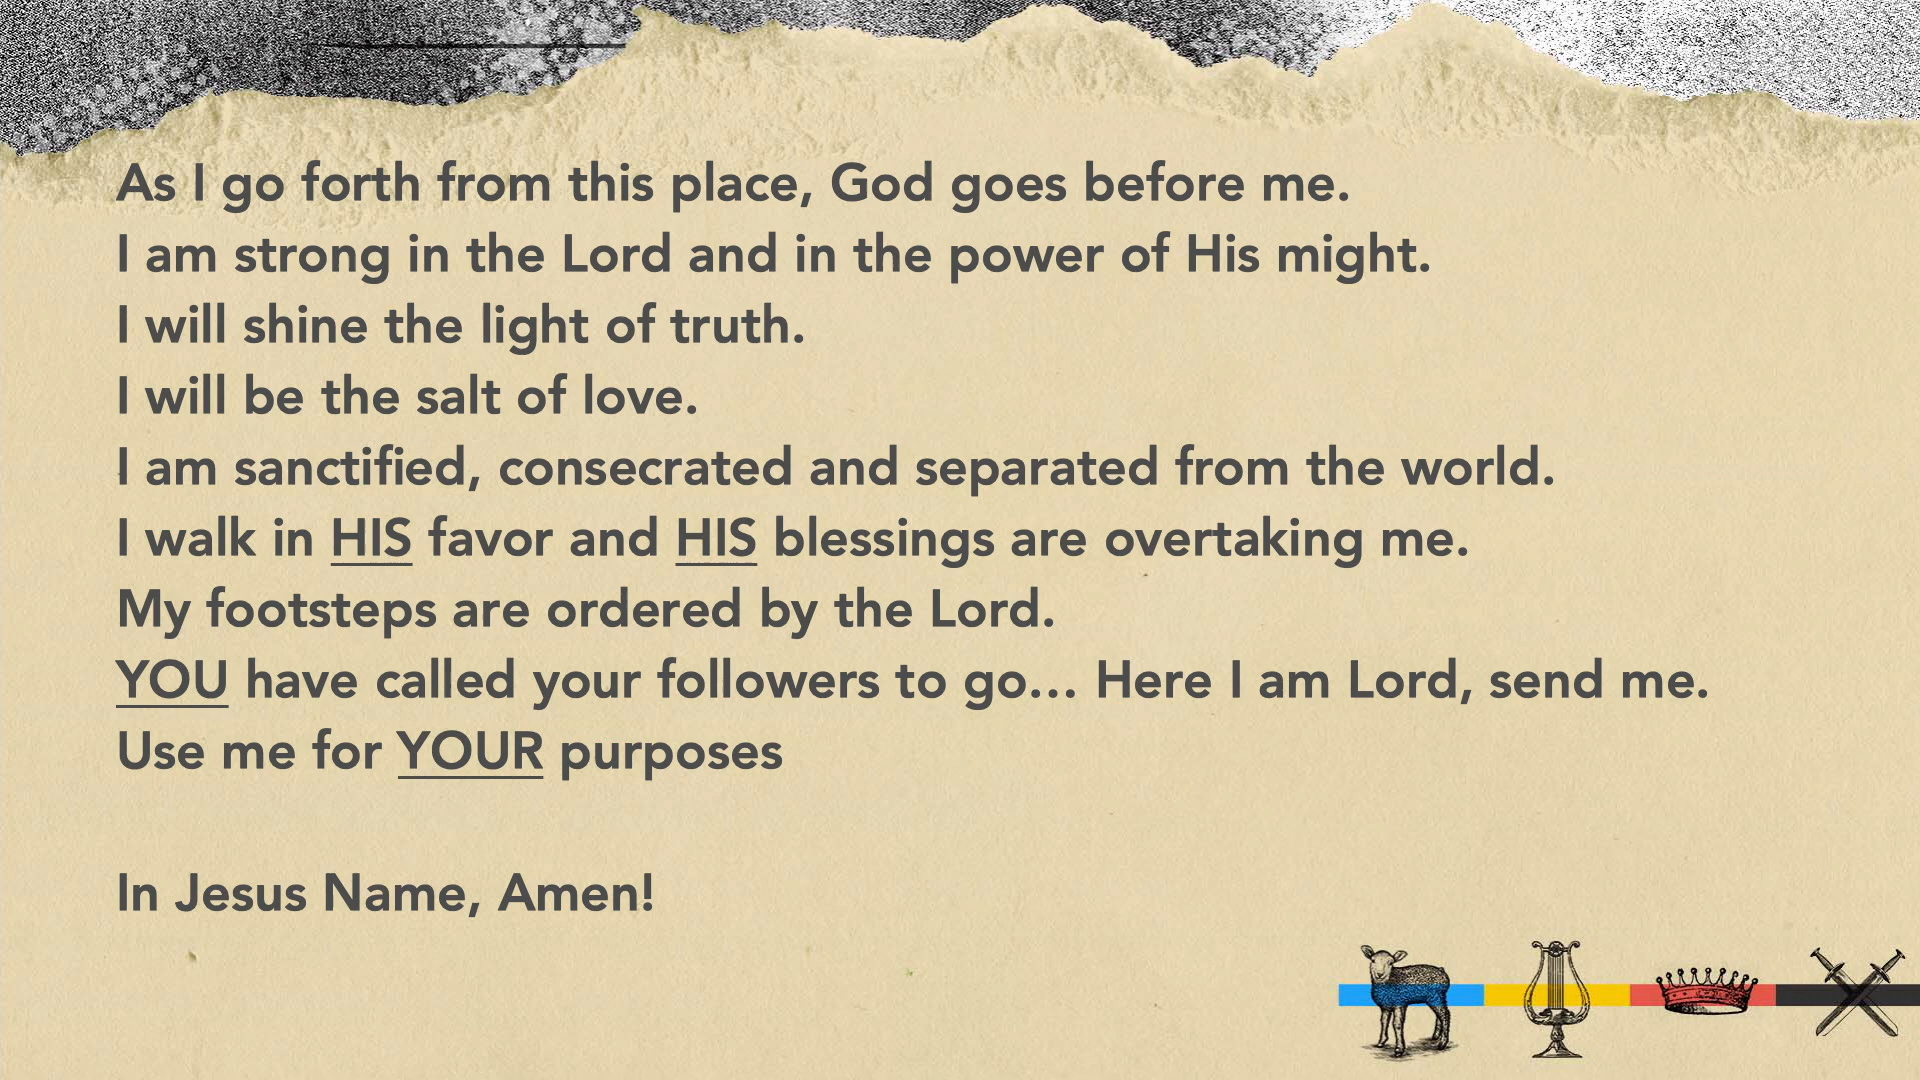 As I go forth from this place, God goes before me.
I am strong in the Lord and in the power of His might.
I will shine the light of truth.
I will be the salt of love.
I am sanctified, consecrated and separated from the world.
I walk in HIS favor and HIS blessings are overtaking me.
My footsteps are ordered by the Lord.
YOU have called your followers to go… Here I am Lord, send me.
Use me for YOUR purposes
In Jesus Name, Amen!